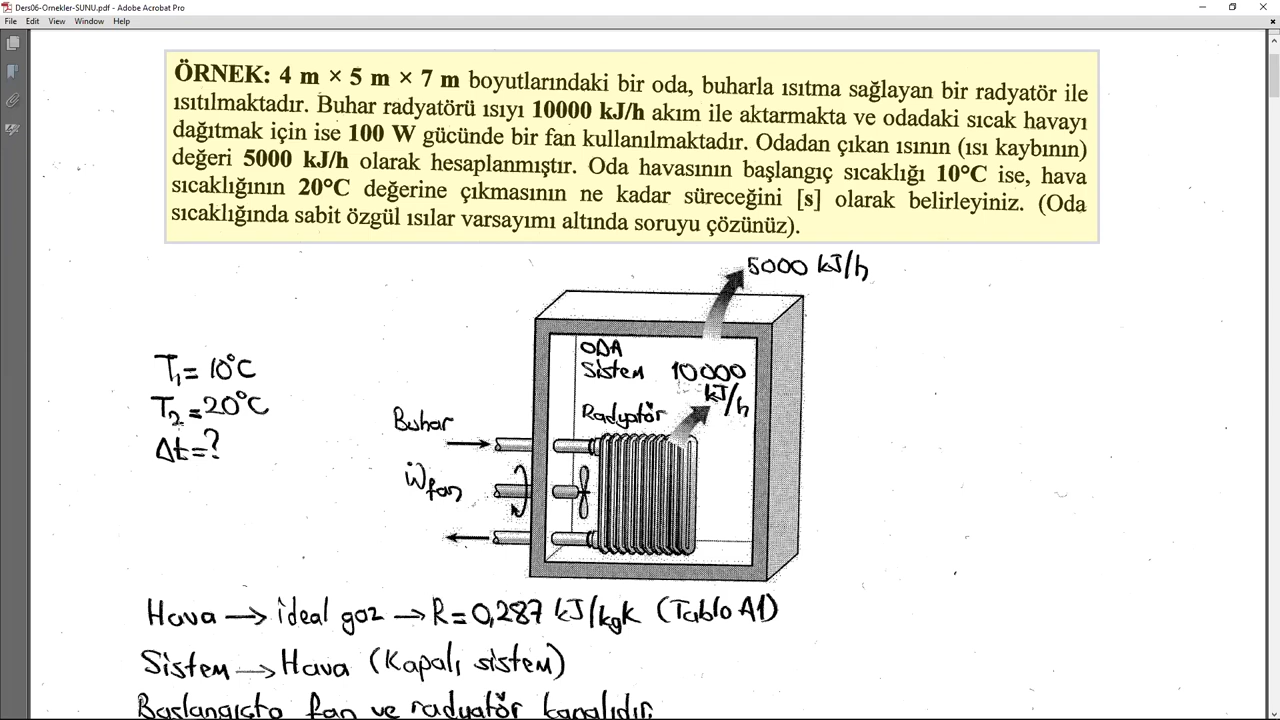 Ders06-Ornekler-SUNU.pdf - Adobe Acrobat Pro
File Edit View Window Help
ÖRNEK: 4 m × 5 m × 7 m boyutlarındaki bir oda, buharla ısıtma sağlayan bir radyatör ile
ısıtılmaktadır. Buhar radyatörü ısıyı 10000 kJ/h akım ile aktarmakta ve odadaki sıcak havayı
dağıtmak için ise 100 W gücünde bir fan kullanılmaktadır. Odadan çıkan ısının (ısı kaybının)
değeri 5000 kJ/h olarak hesaplanmıştır. Oda havasının başlangıç sıcaklığı 10°C ise, hava
sıcaklığının 20°C değerine çıkmasının ne kadar süreceğini [s] olarak belirleyiniz. (Oda
sıcaklığında sabit özgül ısılar varsayımı altında soruyu çözünüz).
5000 kJ/h
ODA
Sistem
10000
kJ/h
T₁= 10°C
T₂=20°C
Δt=?
Radyatör
Buhar
Ẇfan
Hava → ideal gaz → R=0,287 kJ/kgK (Tablo A1)
Sistem → Hava (Kapalı sistem)
Başlangıçta fan ve radyatör kapalıdır.